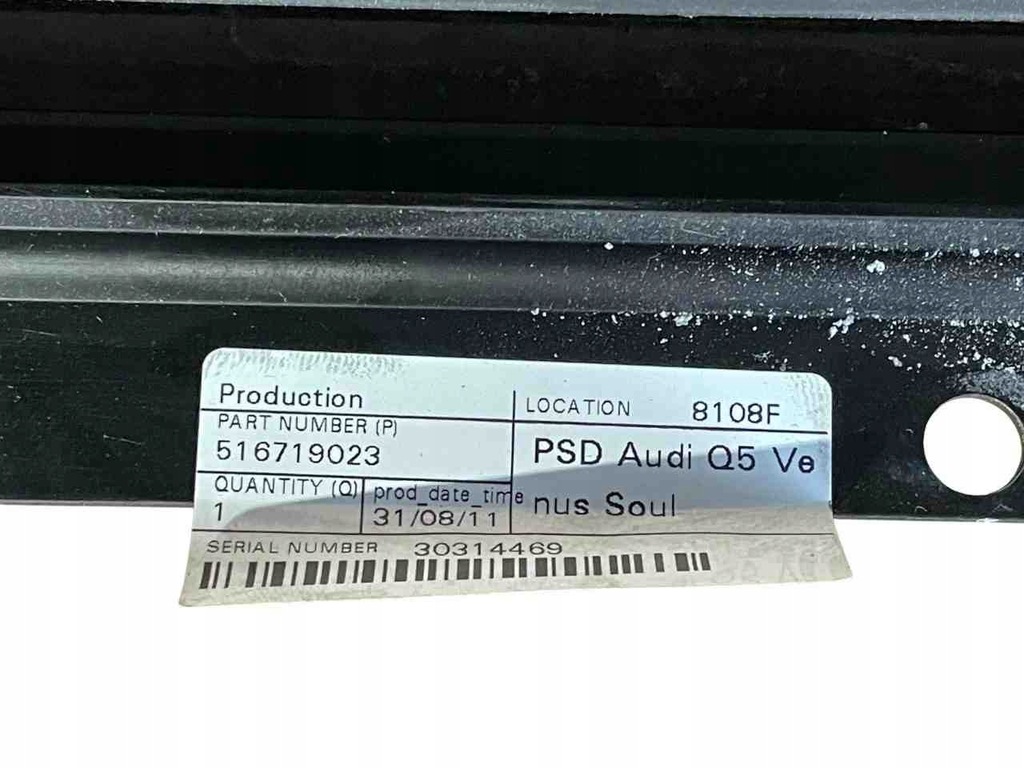 Production
LOCATION 8108F
PART NUMBER (P)
516719023
PSD Audi Q5 Ve
nus Soul
QUANTITY (Q)
1
prod_date_time
31/08/11
SERIAL NUMBER 30314469